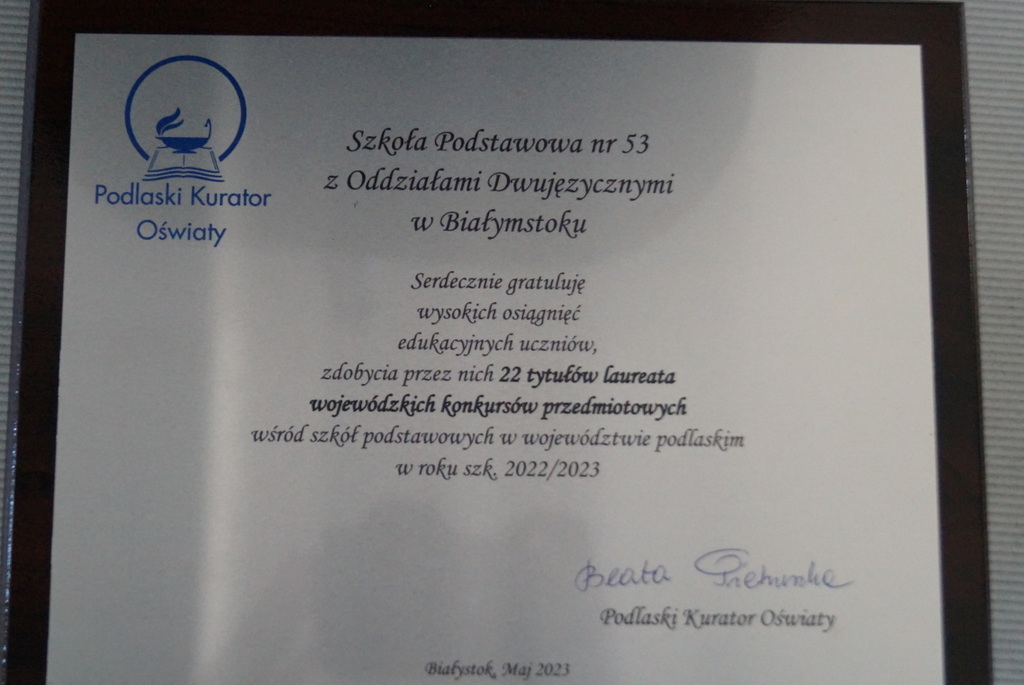 Podlaski Kurator
Oświaty
Szkoła Podstawowa nr 53
z Oddziałami Dwujęzycznymi
w Białymstoku
Serdecznie gratuluję
wysokich osiągnięć
edukacyjnych uczniów,
zdobycia przez nich 22 tytułów laureata
wojewódzkich konkursów przedmiotowych
wśród szkół podstawowych w województwie podlaskim
w roku szk. 2022/2023
Beata
Podlaski Kurator Oświaty
Białystok, Maj 2023